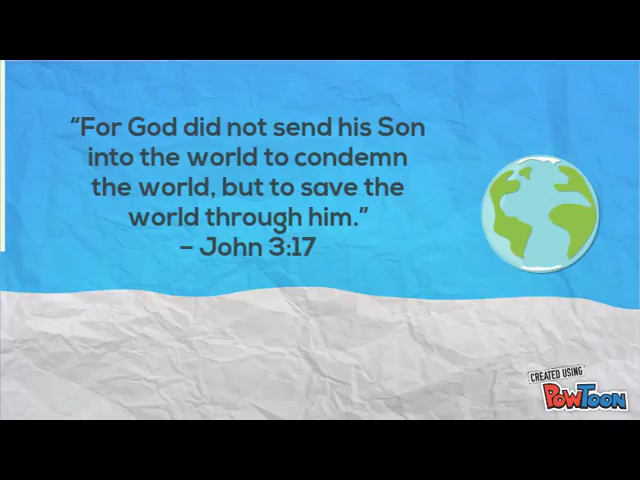 “For God did not send his Son
into the world to condemn
the world, but to save the
world through him.”
– John 3:17
CREATED USING
PowToon